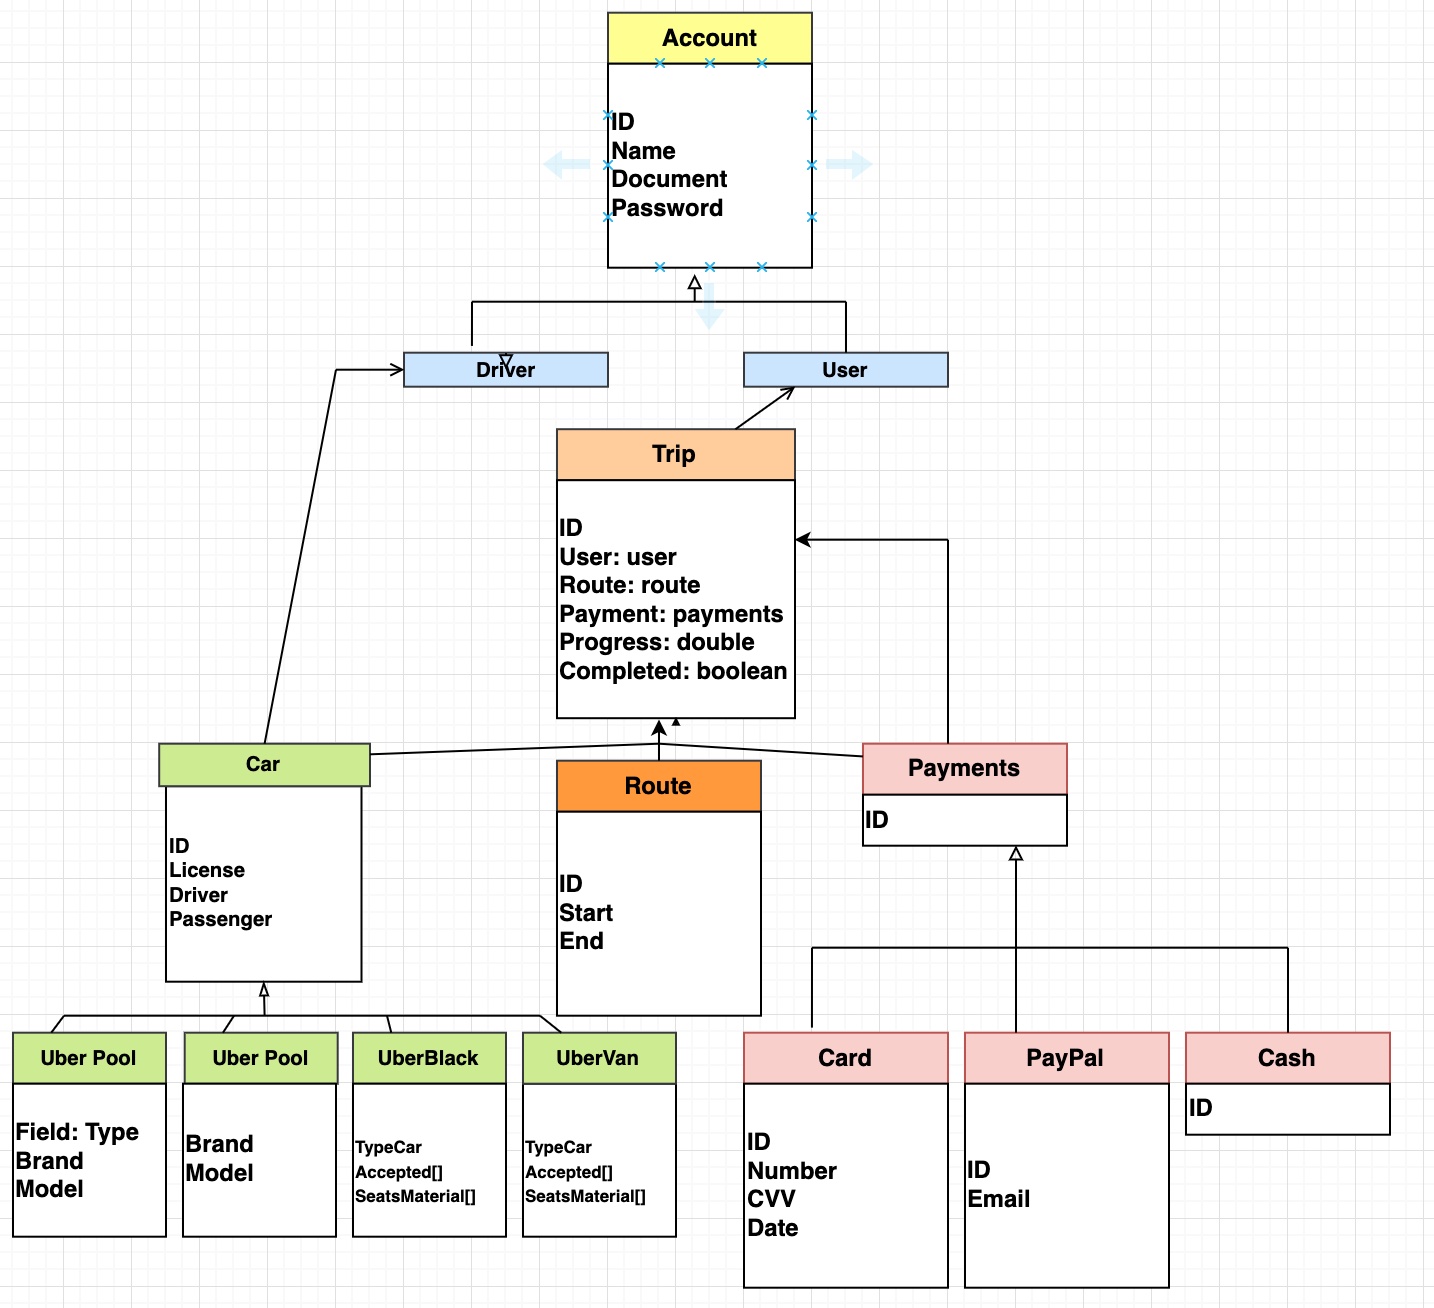 Account
ID
Name
Document
Password
Driver
User
Trip
ID
User: user
Route: route
Payment: payments
Progress: double
Completed: boolean
Car
ID
License
Driver
Passenger
Route
ID
Start
End
Payments
ID
Uber Pool
Field: Type
Brand
Model
Uber Pool
Brand
Model
UberBlack
TypeCar
Accepted[]
SeatsMaterial[]
UberVan
TypeCar
Accepted[]
SeatsMaterial[]
Card
ID
Number
CVV
Date
PayPal
ID
Email
Cash
ID